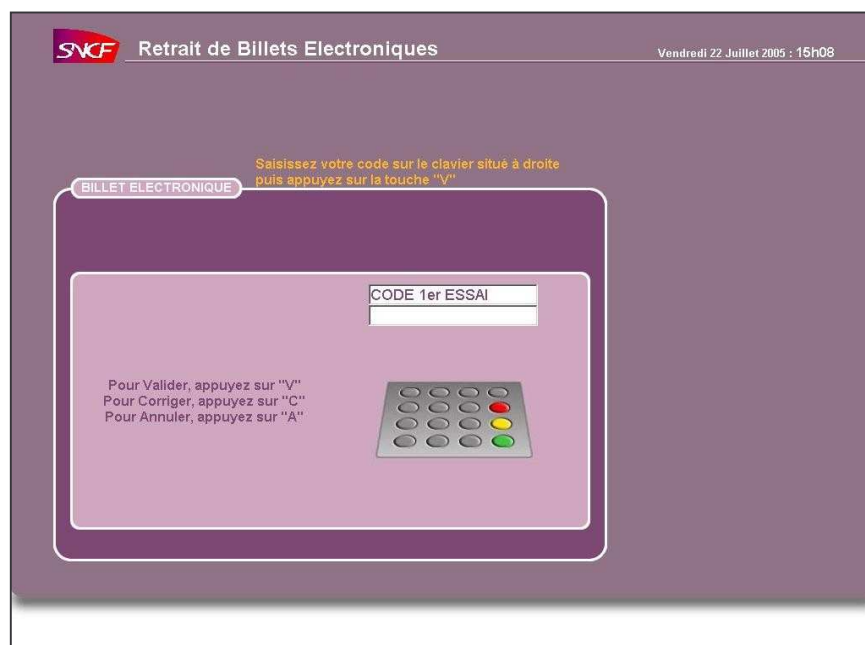 SNCF Retrait de Billets Electroniques Vendredi 22 Juillet 2005 : 15h08
Saisissez votre code sur le clavier situé à droite
puis appuyez sur la touche "V"
BILLET ELECTRONIQUE
CODE 1er ESSAI
Pour Valider, appuyez sur "V"
Pour Corriger, appuyez sur "C"
Pour Annuler, appuyez sur "A"